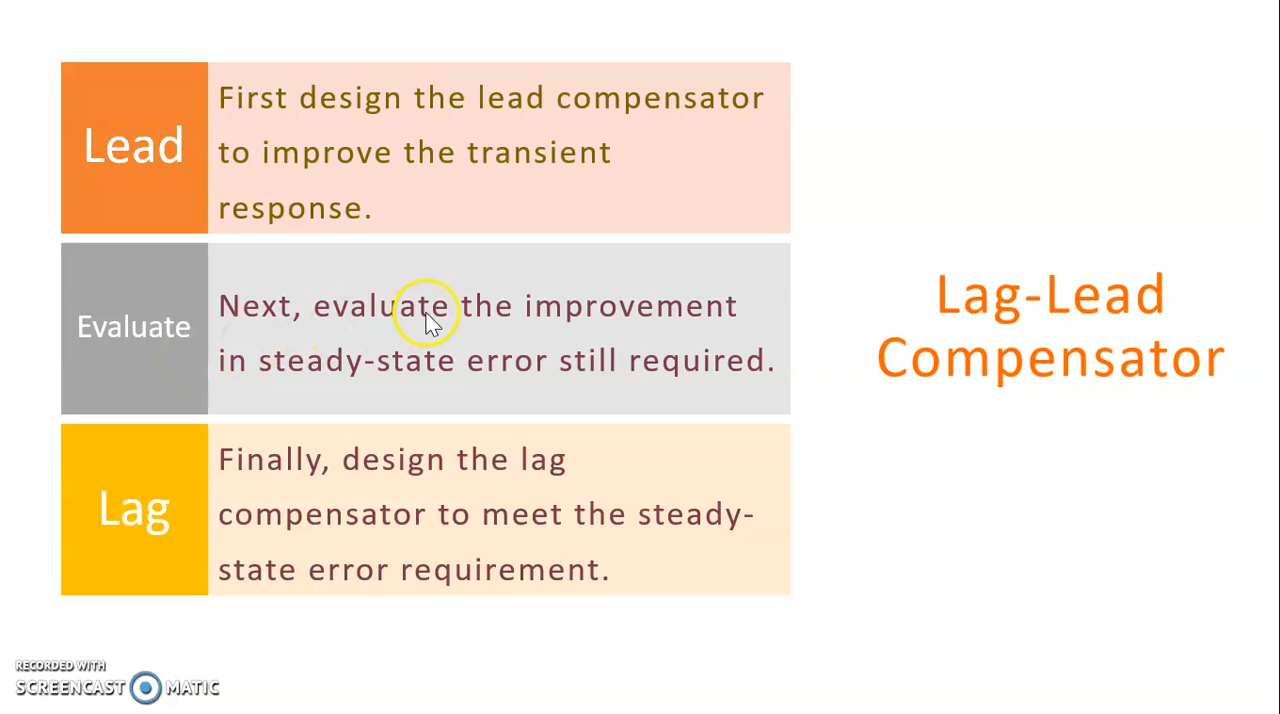 Lead
First design the lead compensator
to improve the transient
response.
Evaluate
Next, evaluate the improvement
in steady-state error still required.
Lag
Finally, design the lag
compensator to meet the steady-
state error requirement.
Lag-Lead
Compensator
RECORDED WITH
SCREENCAST MATIC